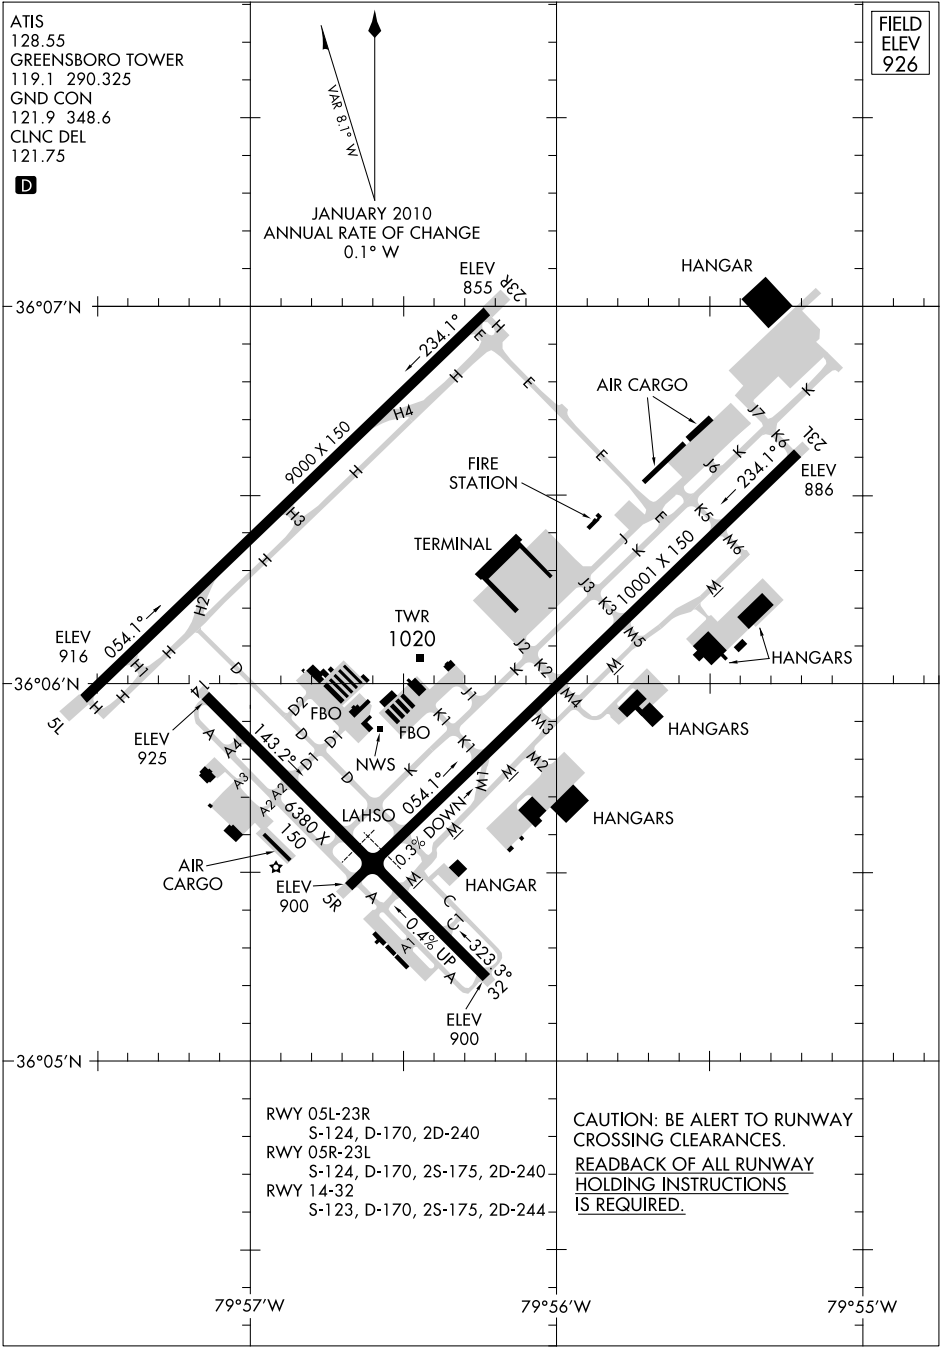 ATIS
128.55
GREENSBORO TOWER
119.1 290.325
GND CON
121.9 348.6
CLNC DEL
121.75
D
FIELD
ELEV
926
VAR 8.1° W
JANUARY 2010
ANNUAL RATE OF CHANGE
0.1° W
ELEV
855
23R
HANGAR
36°07'N
H
E
234.1°
H
E
AIR CARGO
K
J7
H4
K6
23L
9000 X 150
FIRE
STATION
H
E
J6
K
234.1°
ELEV
886
H3
E
K5
M6
TERMINAL
J
K
10001 X 150
H
J3
K3
M
H2
TWR
1020
M5
054.1°
ELEV
916
H1
H
J2
K2
M
HANGARS
D
K
36°06'N
H
5L
14
J1
M4
D2
FBO
K1
M3
HANGARS
ELEV
925
A
A4
143.2°
D
D1
D1
NWS
FBO
K1
A3
D
K
M1
M
M2
A2
A2
6380 X
150
LAHSO
054.1°
0.3% DOWN
M
HANGARS
AIR
CARGO
ELEV
900
5R
A
M
HANGAR
C
C
0.4% UP
A1
A
323.3°
32
ELEV
900
36°05'N
RWY 05L-23R
S-124, D-170, 2D-240
RWY 05R-23L
S-124, D-170, 2S-175, 2D-240
RWY 14-32
S-123, D-170, 2S-175, 2D-244
CAUTION: BE ALERT TO RUNWAY
CROSSING CLEARANCES.
READBACK OF ALL RUNWAY
HOLDING INSTRUCTIONS
IS REQUIRED.
79°57'W
79°56'W
79°55'W